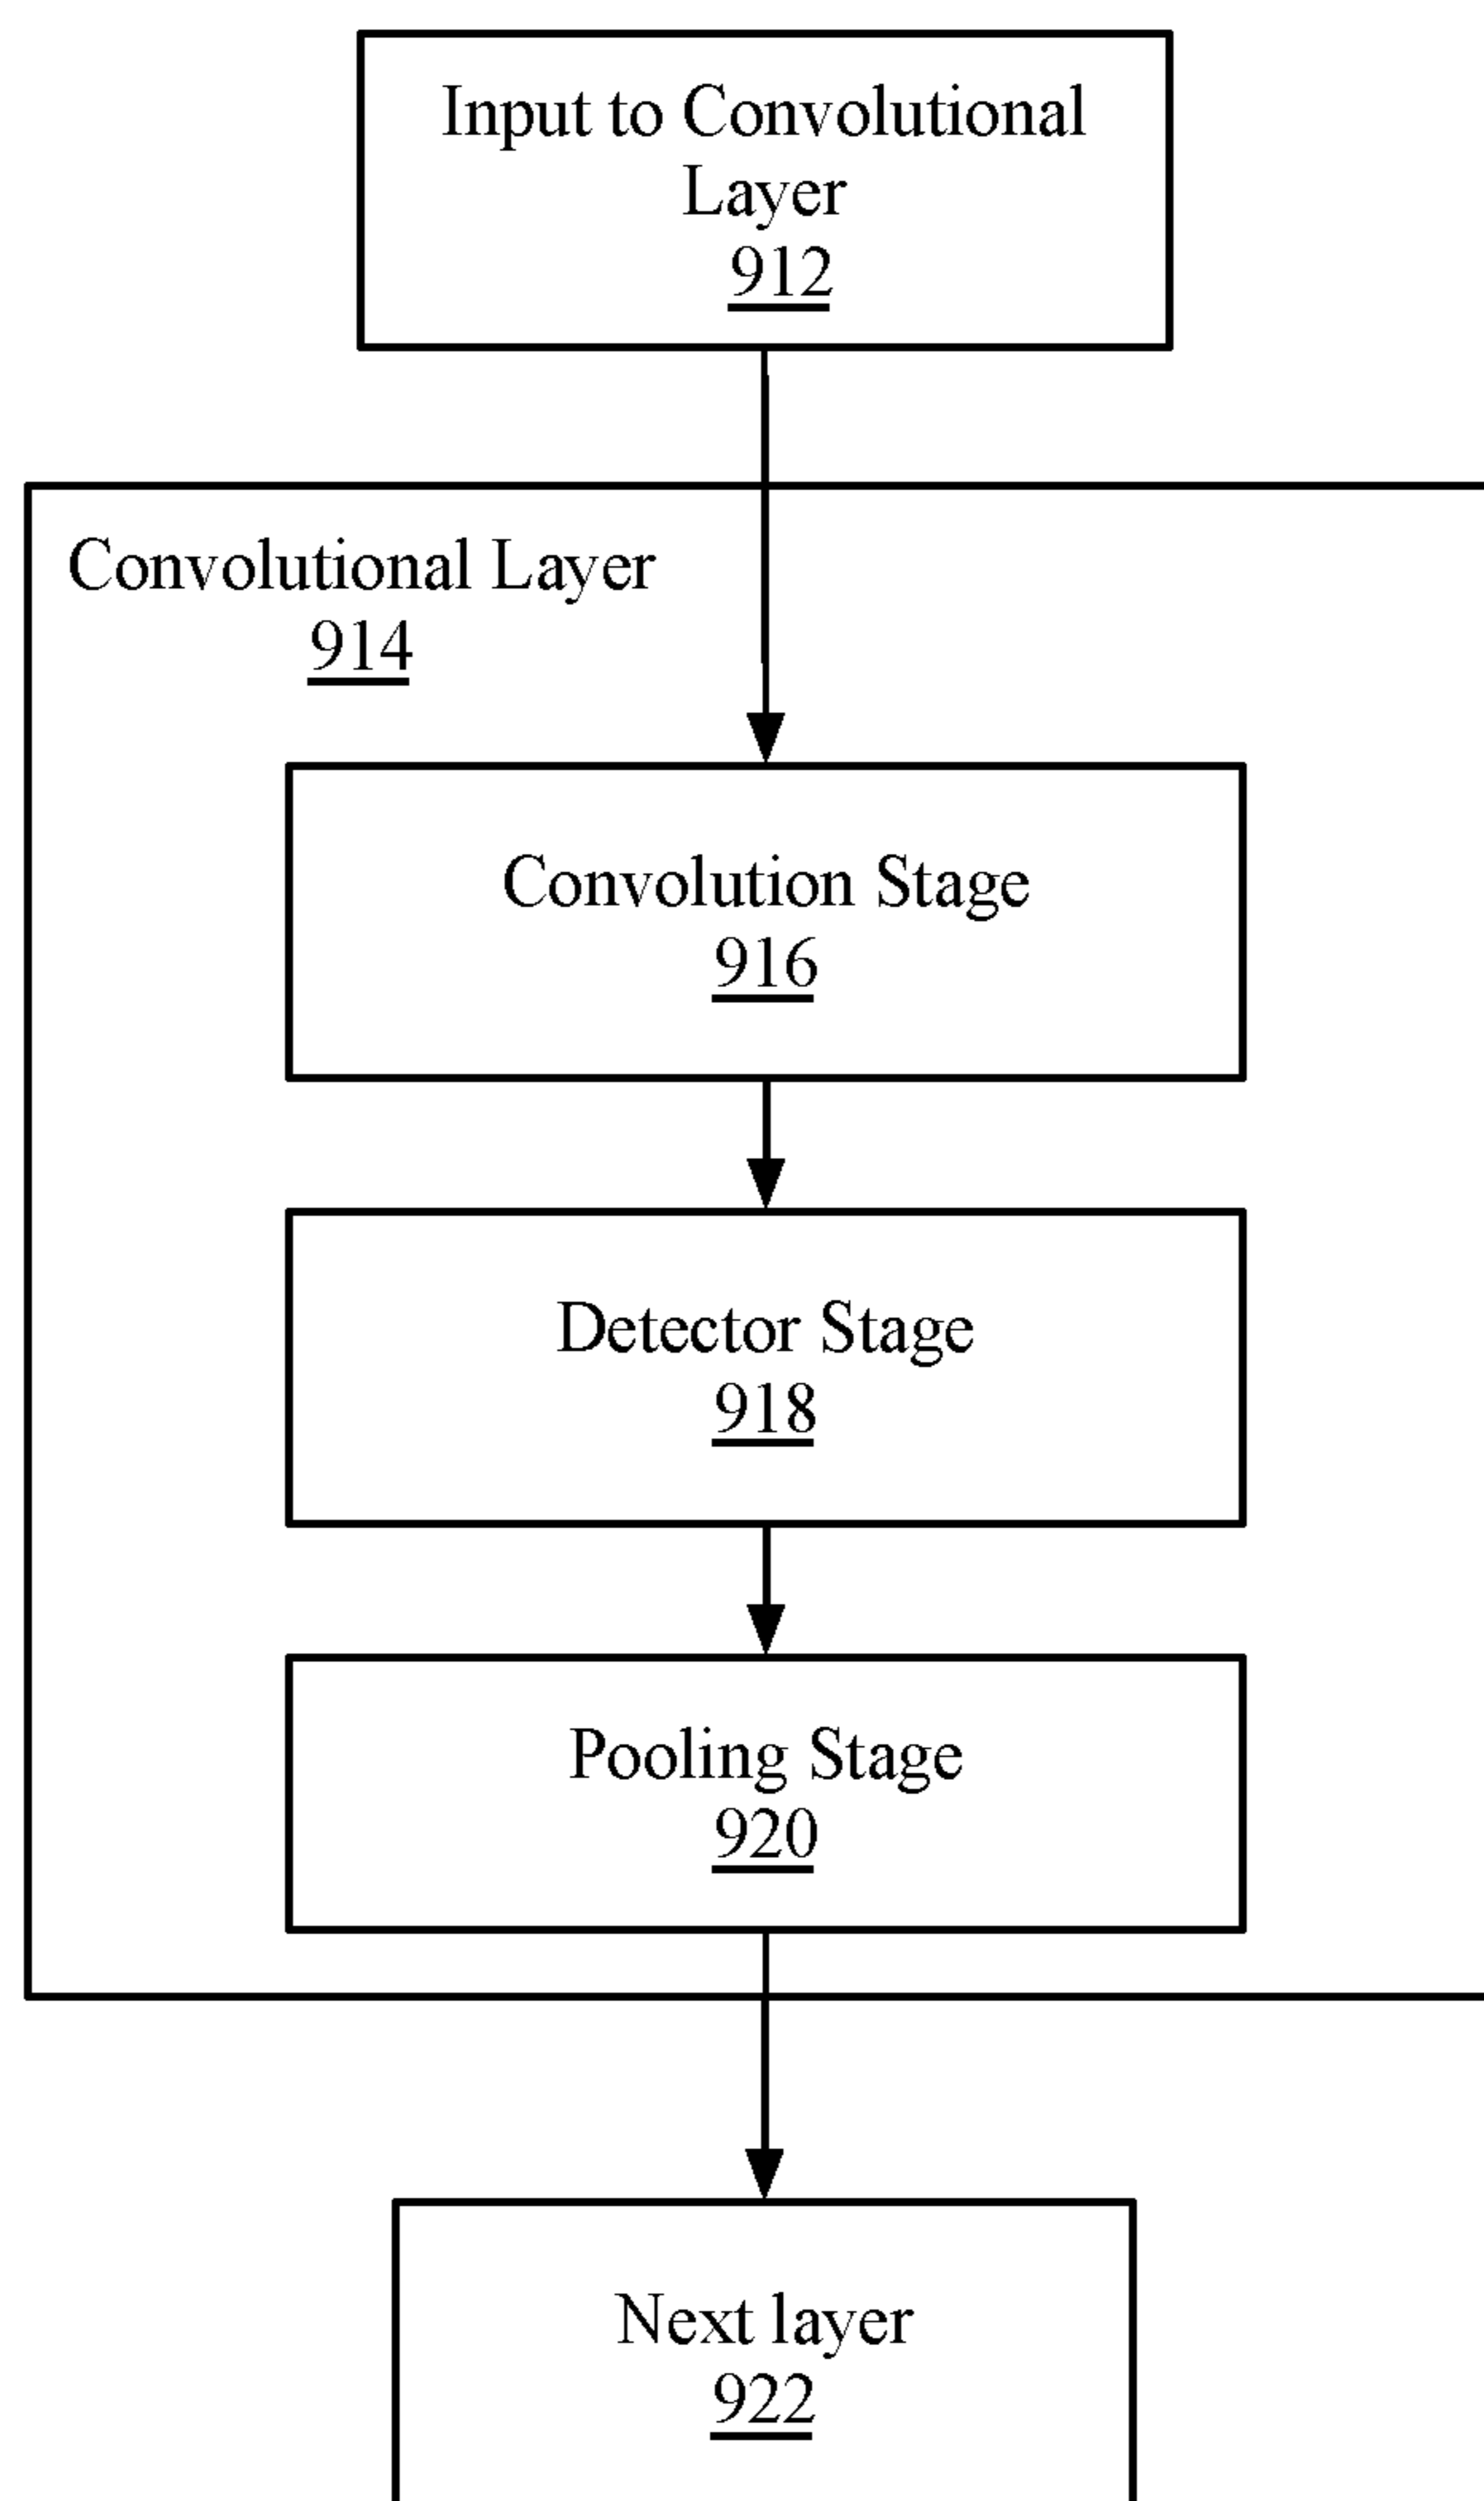 Input to Convolutional
Layer
912
Convolutional Layer
914
Convolution Stage
916
Detector Stage
918
Pooling Stage
920
Next layer
922